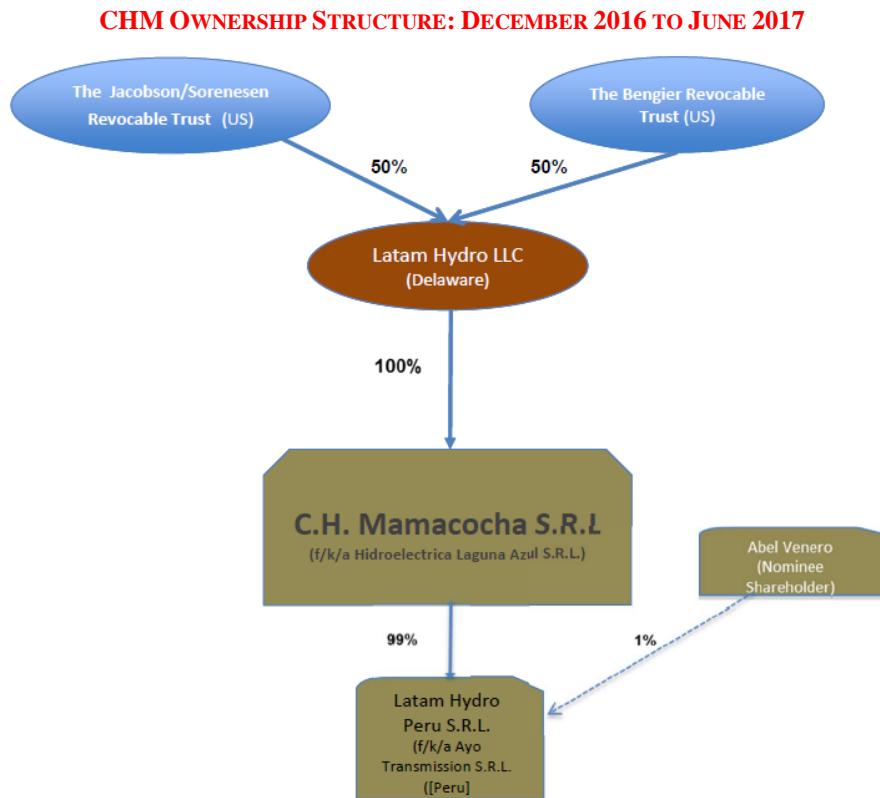 CHM OWNERSHIP STRUCTURE: DECEMBER 2016 TO JUNE 2017
The Jacobson/Sorenesen
Revocable Trust (US)
The Bengier Revocable
Trust (US)
50%
50%
Latam Hydro LLC
(Delaware)
100%
C.H. Mamacocha S.R.L
(f/k/a Hidroelectrica Laguna Azul S.R.L.)
Abel Venero
(Nominee
Shareholder)
99%
1%
Latam Hydro
Peru S.R.L.
(f/k/a Ayo
Transmission S.R.L.
([Peru]